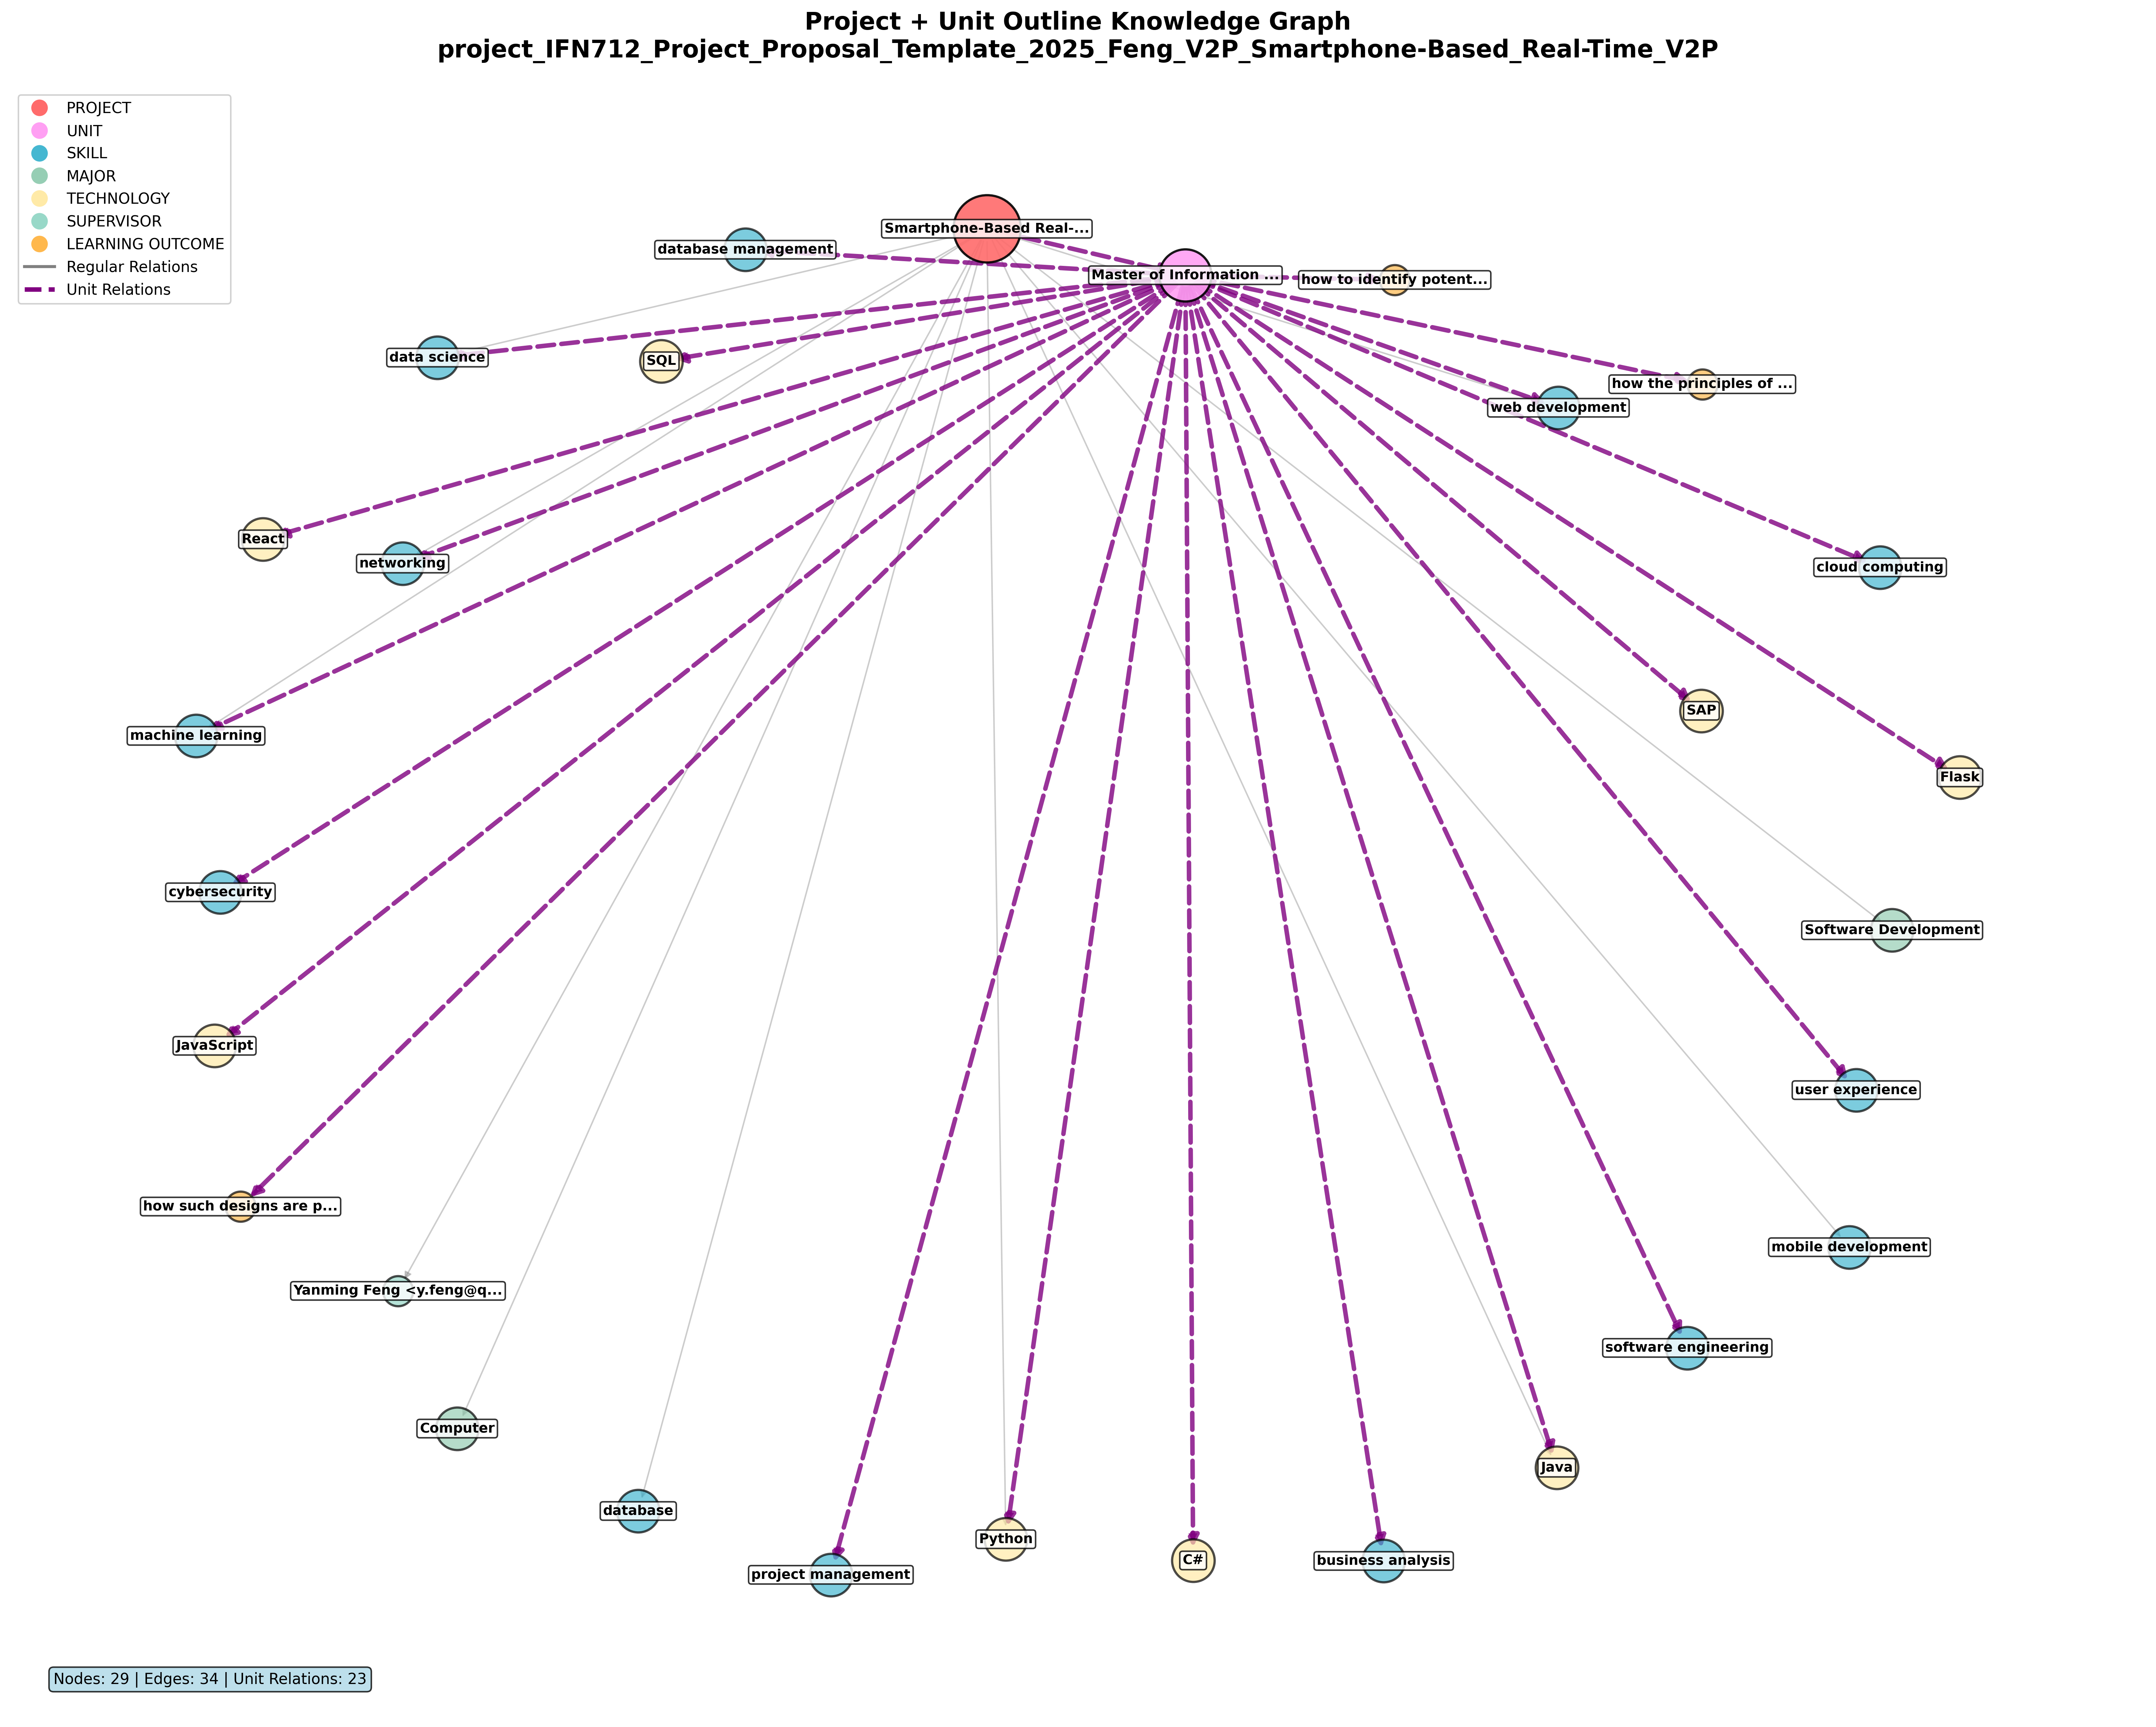 Project + Unit Outline Knowledge Graph
project_IFN712_Project_Proposal_Template_2025_Feng_V2P_Smartphone-Based_Real-Time_V2P
PROJECT
UNIT
SKILL
MAJOR
TECHNOLOGY
SUPERVISOR
LEARNING OUTCOME
Regular Relations
Unit Relations
Smartphone-Based Real-...
database management
Master of Information ...
how to identify potent...
data science
SQL
how the principles of ...
web development
React
networking
cloud computing
machine learning
SAP
Flask
cybersecurity
Software Development
JavaScript
user experience
how such designs are p...
mobile development
Yanming Feng <y.feng@q...
software engineering
Computer
Java
database
Python
C#
business analysis
project management
Nodes: 29 | Edges: 34 | Unit Relations: 23